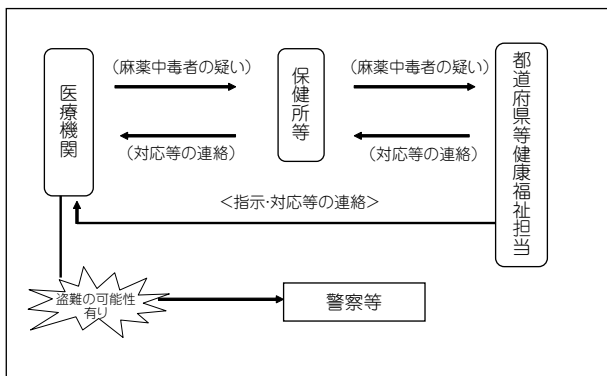 (麻薬中毒者の疑い)
(麻薬中毒者の疑い)
医療機関
保健所等
都道府県等健康福祉担当
(対応等の連絡)
(対応等の連絡)
<指示・対応等の連絡>
盗難の可能性
有り
警察等